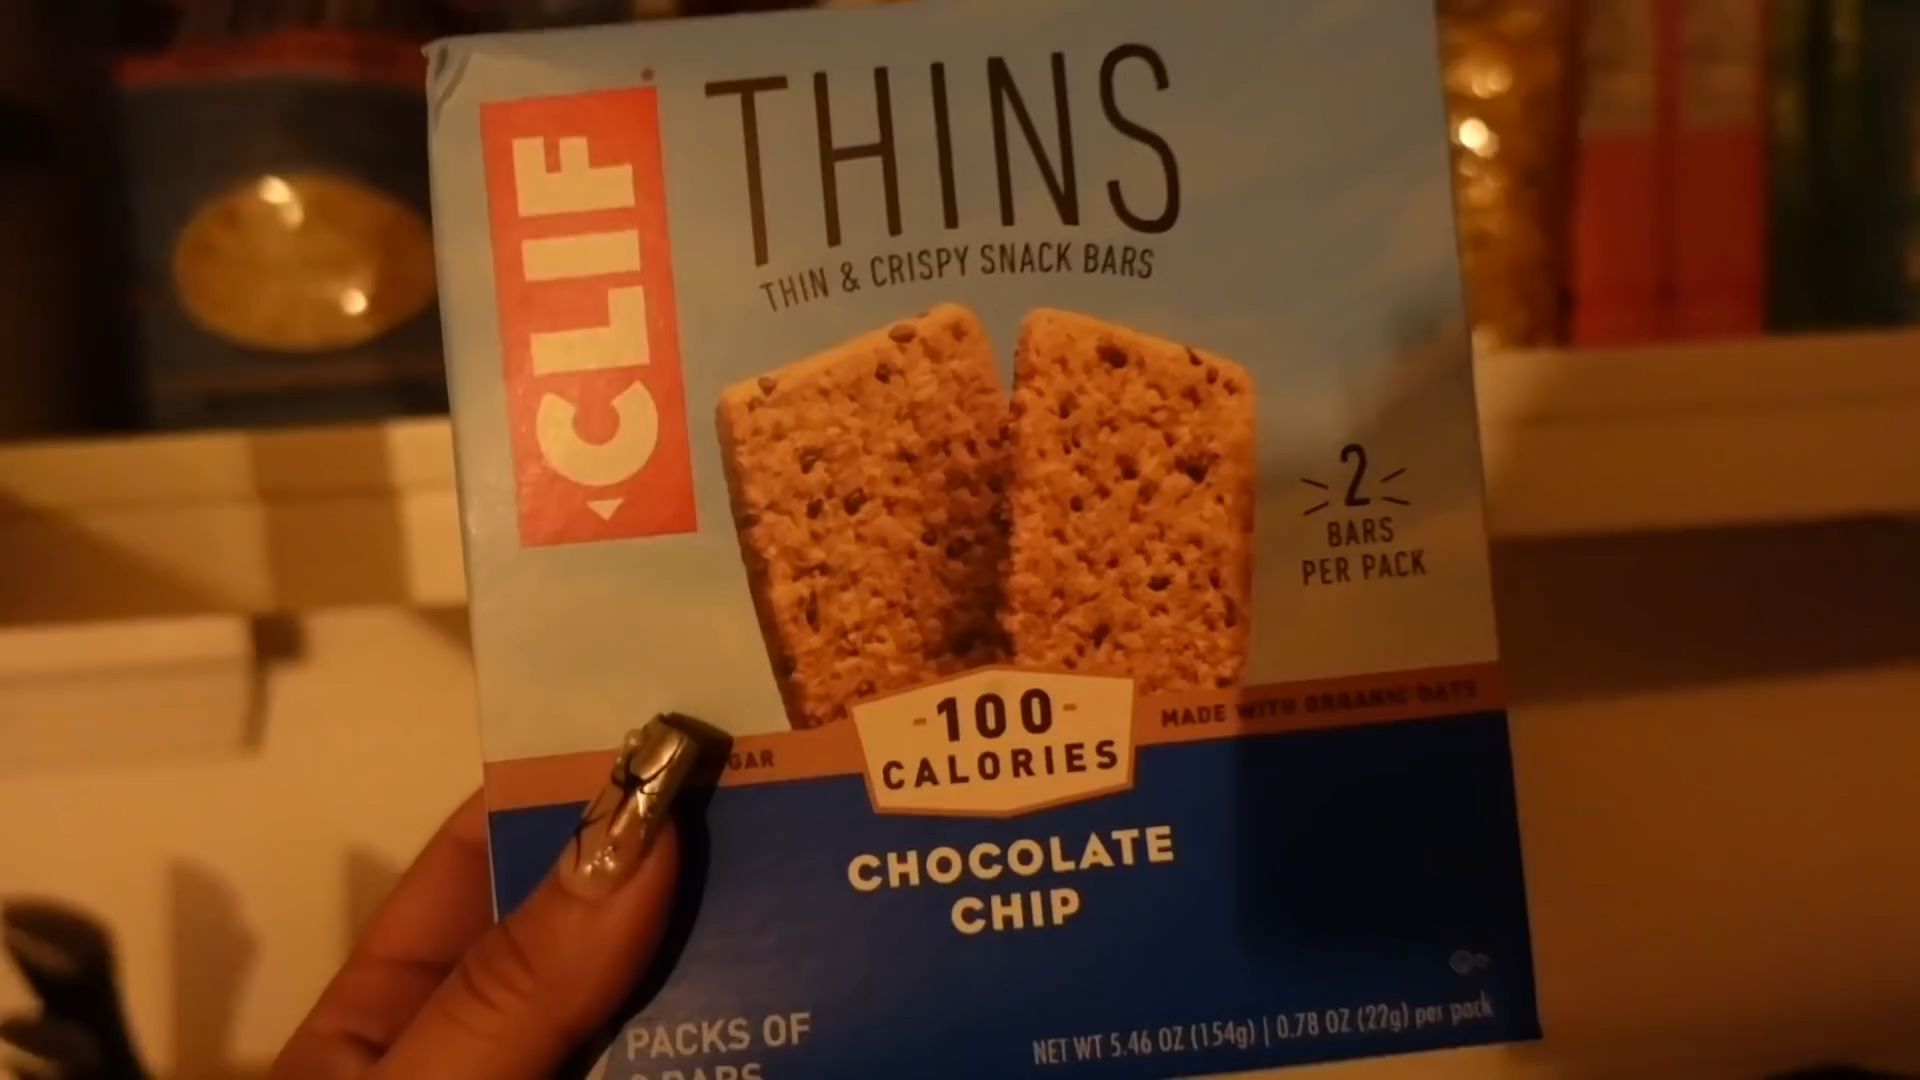 CLIF
THINS
THIN & CRISPY SNACK BARS
2
BARS
PER PACK
MADE WITH ORGANIC OATS
-100-
CALORIES
CHOCOLATE
CHIP
PACKS OF
NET WT 5.46 OZ (154g) | 0.78 OZ (22g) per pack